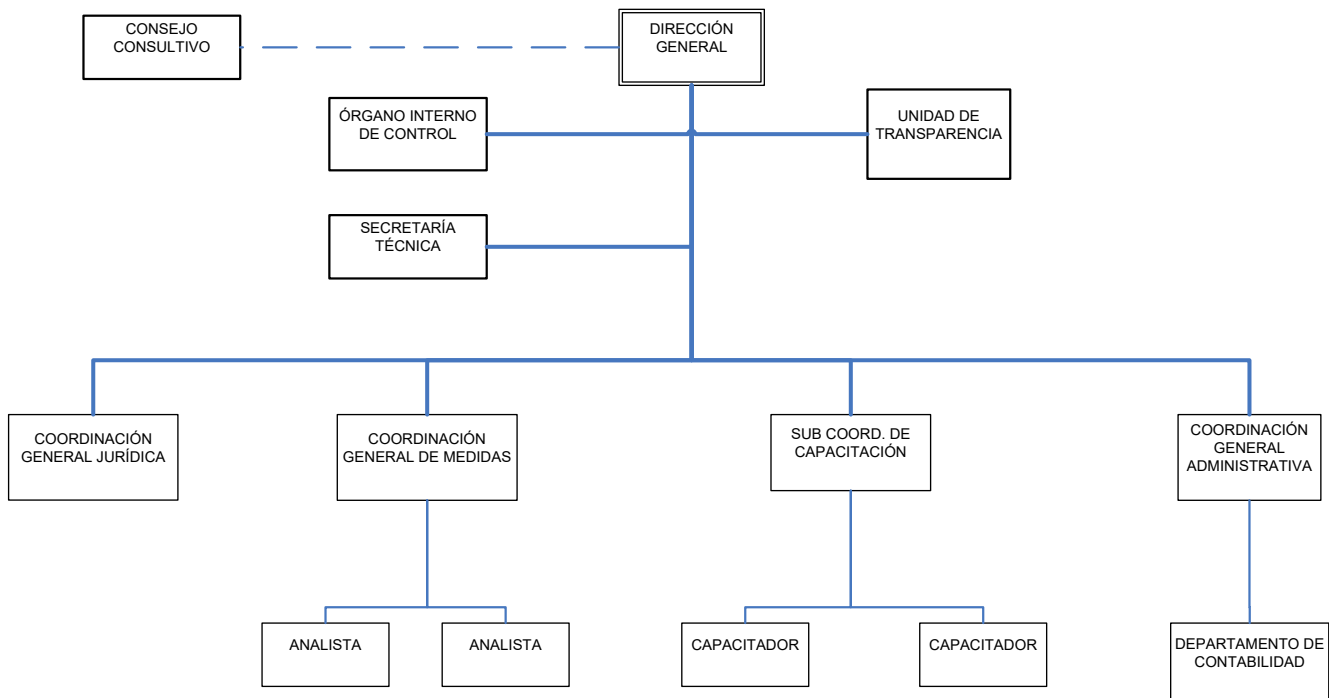 CONSEJO
CONSULTIVO
DIRECCIÓN
GENERAL
ÓRGANO INTERNO
DE CONTROL
UNIDAD DE
TRANSPARENCIA
SECRETARÍA
TÉCNICA
COORDINACIÓN
GENERAL JURÍDICA
COORDINACIÓN
GENERAL DE MEDIDAS
SUB COORD. DE
CAPACITACIÓN
COORDINACIÓN
GENERAL
ADMINISTRATIVA
ANALISTA
ANALISTA
CAPACITADOR
CAPACITADOR
DEPARTAMENTO DE
CONTABILIDAD